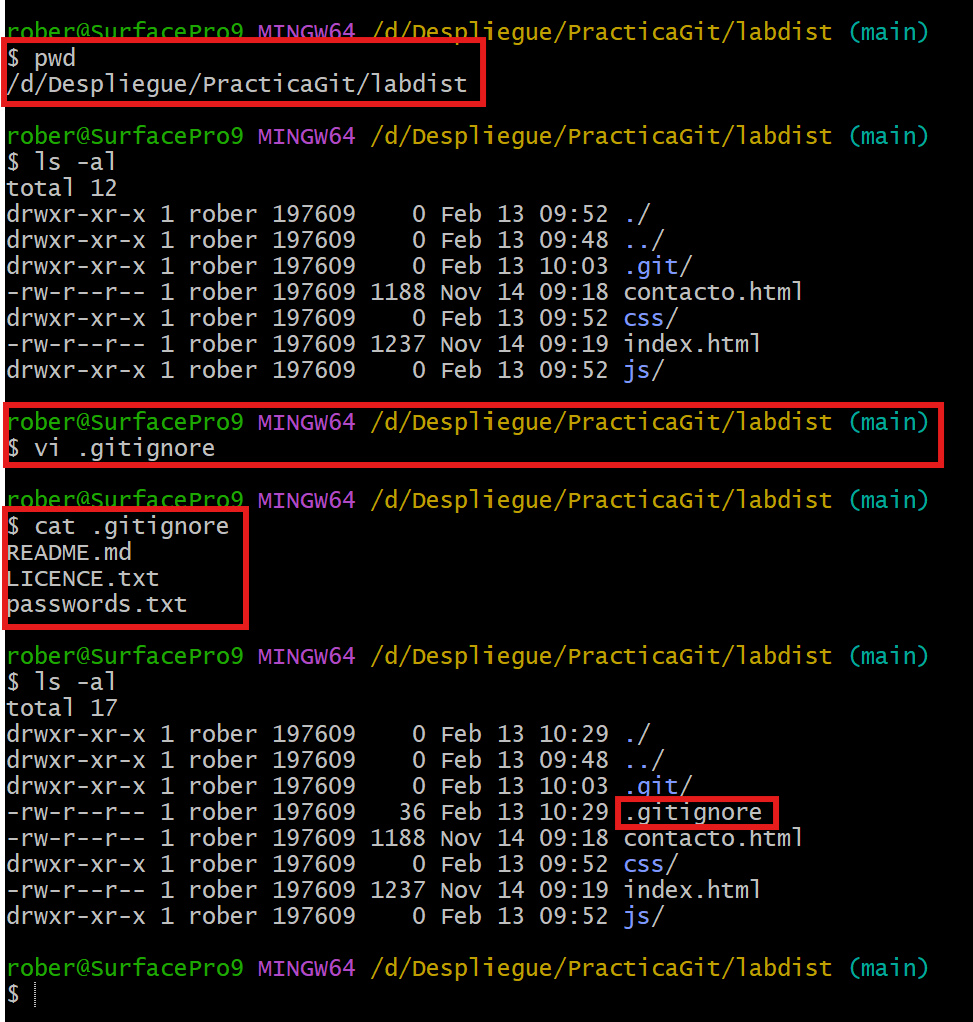 rober@SurfacePro9 MINGW64 /d/Despliegue/PracticaGit/labdist (main)
$ pwd
/d/Despliegue/PracticaGit/labdist
rober@SurfacePro9 MINGW64 /d/Despliegue/PracticaGit/labdist (main)
$ ls -al
total 12
drwxr-xr-x 1 rober 197609    0 Feb 13 09:52 ./
drwxr-xr-x 1 rober 197609    0 Feb 13 09:48 ../
drwxr-xr-x 1 rober 197609    0 Feb 13 10:03 .git/
-rw-r--r-- 1 rober 197609 1188 Nov 14 09:18 contacto.html
drwxr-xr-x 1 rober 197609    0 Feb 13 09:52 css/
-rw-r--r-- 1 rober 197609 1237 Nov 14 09:19 index.html
drwxr-xr-x 1 rober 197609    0 Feb 13 09:52 js/
rober@SurfacePro9 MINGW64 /d/Despliegue/PracticaGit/labdist (main)
$ vi .gitignore
rober@SurfacePro9 MINGW64 /d/Despliegue/PracticaGit/labdist (main)
$ cat .gitignore
README.md
LICENCE.txt
passwords.txt
rober@SurfacePro9 MINGW64 /d/Despliegue/PracticaGit/labdist (main)
$ ls -al
total 17
drwxr-xr-x 1 rober 197609    0 Feb 13 10:29 ./
drwxr-xr-x 1 rober 197609    0 Feb 13 09:48 ../
drwxr-xr-x 1 rober 197609    0 Feb 13 10:03 .git/
-rw-r--r-- 1 rober 197609   36 Feb 13 10:29 .gitignore
-rw-r--r-- 1 rober 197609 1188 Nov 14 09:18 contacto.html
drwxr-xr-x 1 rober 197609    0 Feb 13 09:52 css/
-rw-r--r-- 1 rober 197609 1237 Nov 14 09:19 index.html
drwxr-xr-x 1 rober 197609    0 Feb 13 09:52 js/
rober@SurfacePro9 MINGW64 /d/Despliegue/PracticaGit/labdist (main)
$